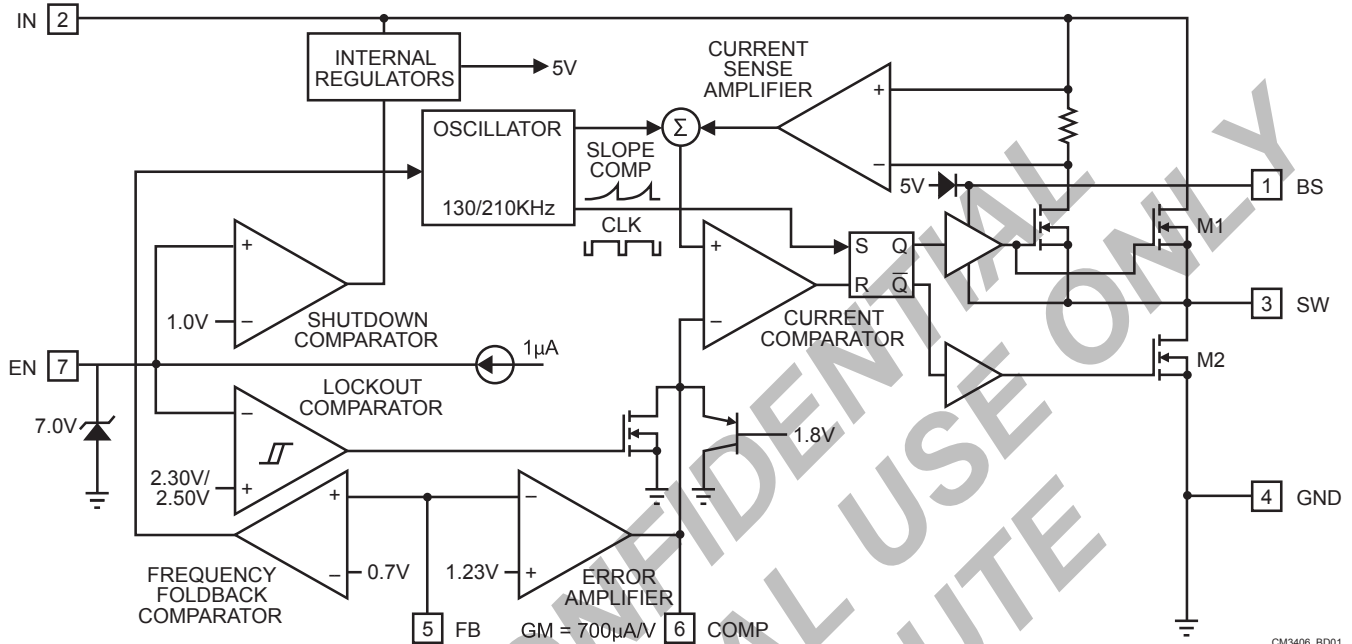 IN 2
INTERNAL
REGULATORS
5V
CURRENT
SENSE
AMPLIFIER
+
−
OSCILLATOR
130/210KHz
Σ
SLOPE
COMP
CLK
5V
1 BS
M1
+
−
1.0V
SHUTDOWN
COMPARATOR
+
−
CURRENT
COMPARATOR
S Q
R Q̅
3 SW
M2
EN 7
1µA
LOCKOUT
COMPARATOR
7.0V
−
+
2.30V/
2.50V
1.8V
4 GND
+
−
0.7V
FREQUENCY
FOLDBACK
COMPARATOR
−
+
1.23V
ERROR
AMPLIFIER
5 FB
GM = 700µA/V
6 COMP
CONFIDENTIAL
USE ONLY
CM3406_BD01